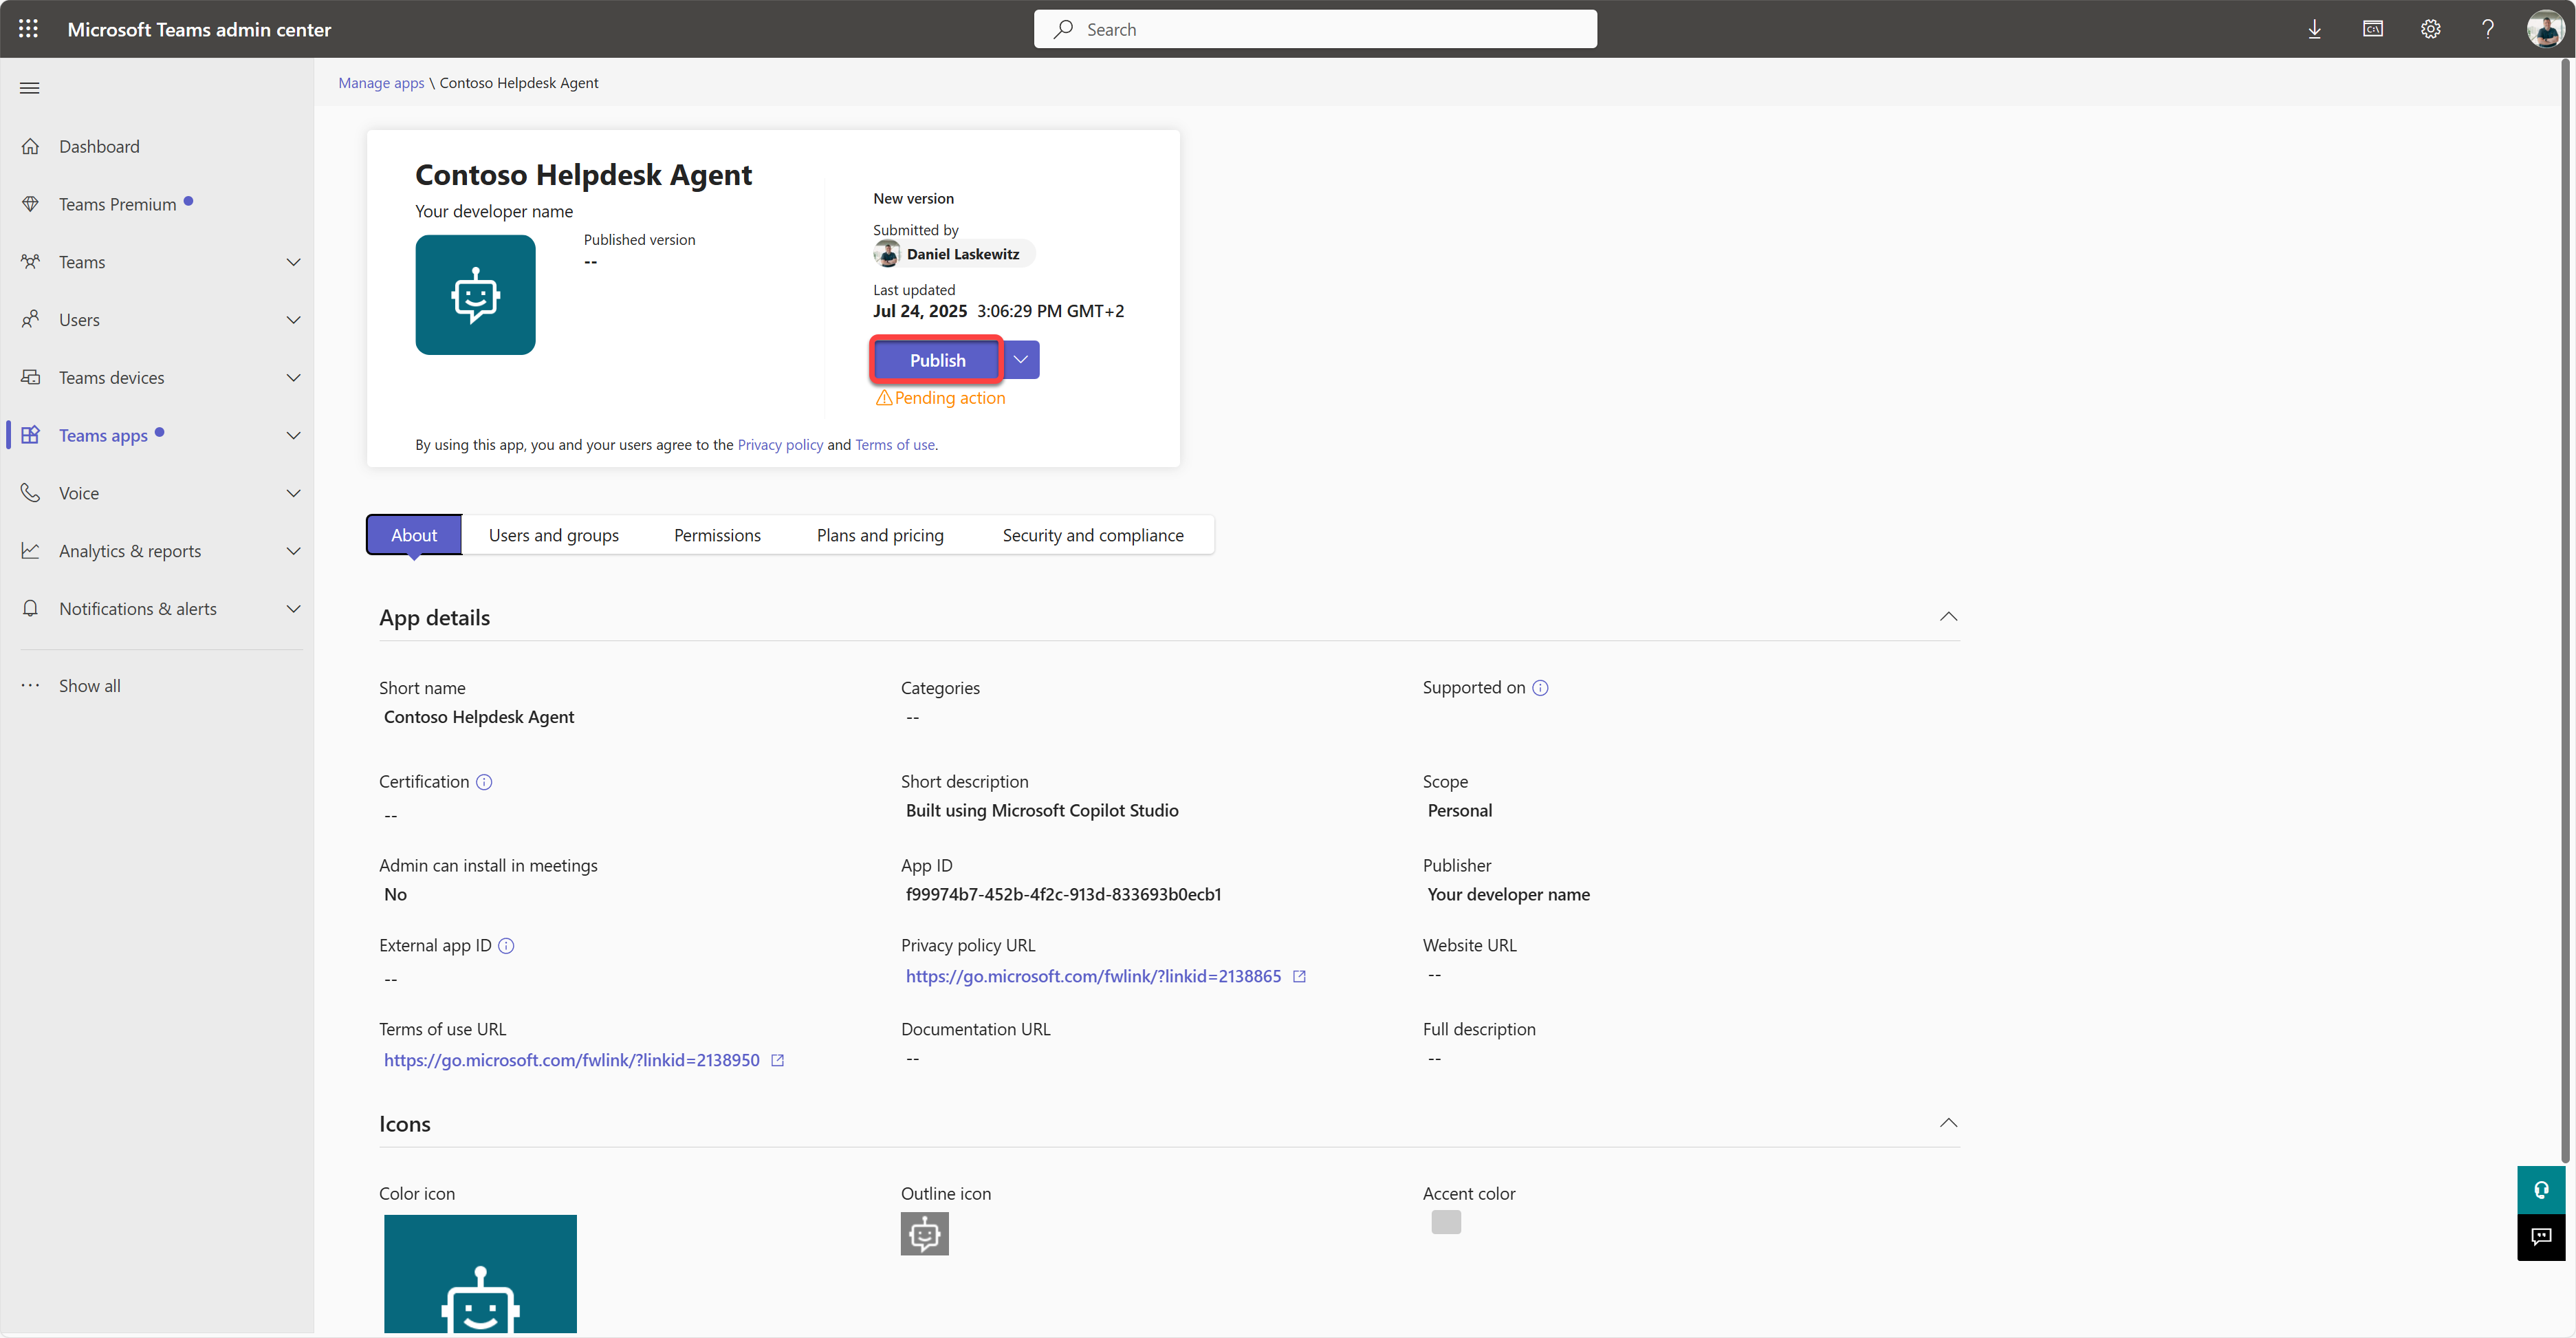 Microsoft Teams admin center
Search
Manage apps \ Contoso Helpdesk Agent
Dashboard
Teams Premium
Teams
Users
Teams devices
Teams apps
Voice
Analytics & reports
Notifications & alerts
Show all
Contoso Helpdesk Agent
Your developer name
Published version
--
New version
Submitted by
Daniel Laskewitz
Last updated
Jul 24, 2025 3:06:29 PM GMT+2
Publish
Pending action
By using this app, you and your users agree to the Privacy policy and Terms of use.
About
Users and groups
Permissions
Plans and pricing
Security and compliance
App details
Short name
Contoso Helpdesk Agent
Categories
--
Supported on
Certification
--
Short description
Built using Microsoft Copilot Studio
Scope
Personal
Admin can install in meetings
No
App ID
f99974b7-452b-4f2c-913d-833693b0ecb1
Publisher
Your developer name
External app ID
--
Privacy policy URL
https://go.microsoft.com/fwlink/?linkid=2138865
Website URL
--
Terms of use URL
https://go.microsoft.com/fwlink/?linkid=2138950
Documentation URL
--
Full description
--
Icons
Color icon
Outline icon
Accent color